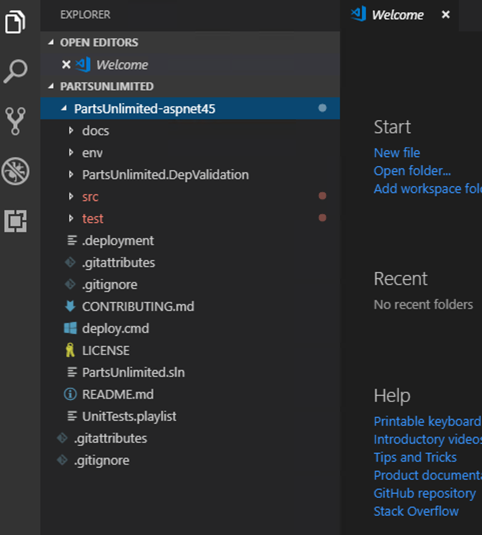 EXPLORER
OPEN EDITORS
Welcome
PARTSUNLIMITED
PartsUnlimited-aspnet45
docs
env
PartsUnlimited.DepValidation
src
test
.deployment
.gitattributes
.gitignore
CONTRIBUTING.md
deploy.cmd
LICENSE
PartsUnlimited.sln
README.md
UnitTests.playlist
.gitattributes
.gitignore
Welcome
Start
New file
Open folder...
Add workspace fol
Recent
No recent folders
Help
Printable keyboard
Introductory videos
Tips and Tricks
Product documenta
GitHub repository
Stack Overflow